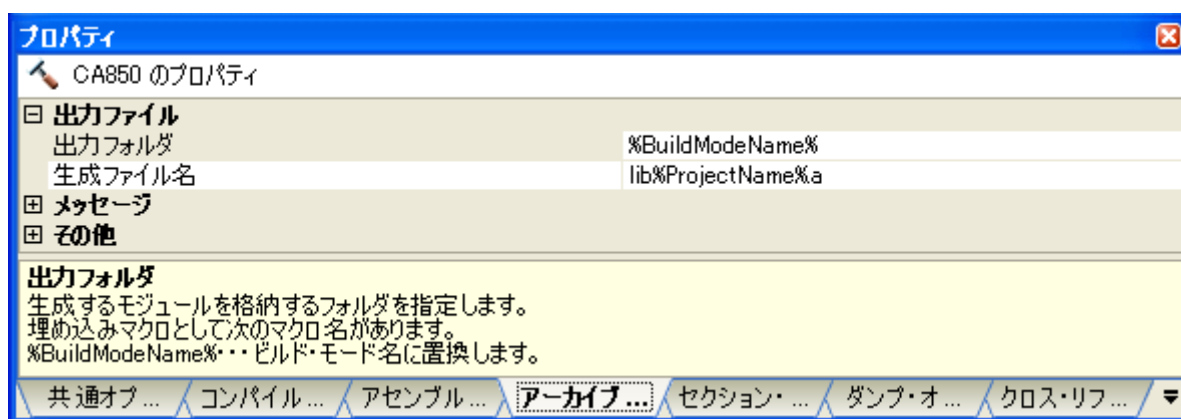 プロパティ
CA850 のプロパティ
出力ファイル
出力フォルダ %BuildModeName%
生成ファイル名 lib%ProjectName%.a
メッセージ
その他
出力フォルダ
生成するモジュールを格納するフォルダを指定します。
埋め込みマクロとして次のマクロ名があります。
%BuildModeName%・・・ビルド・モード名に置換します。
共通オプ... コンパイル... アセンブル... アーカイブ... セクション・... ダンプ・オ... クロス・リフ...